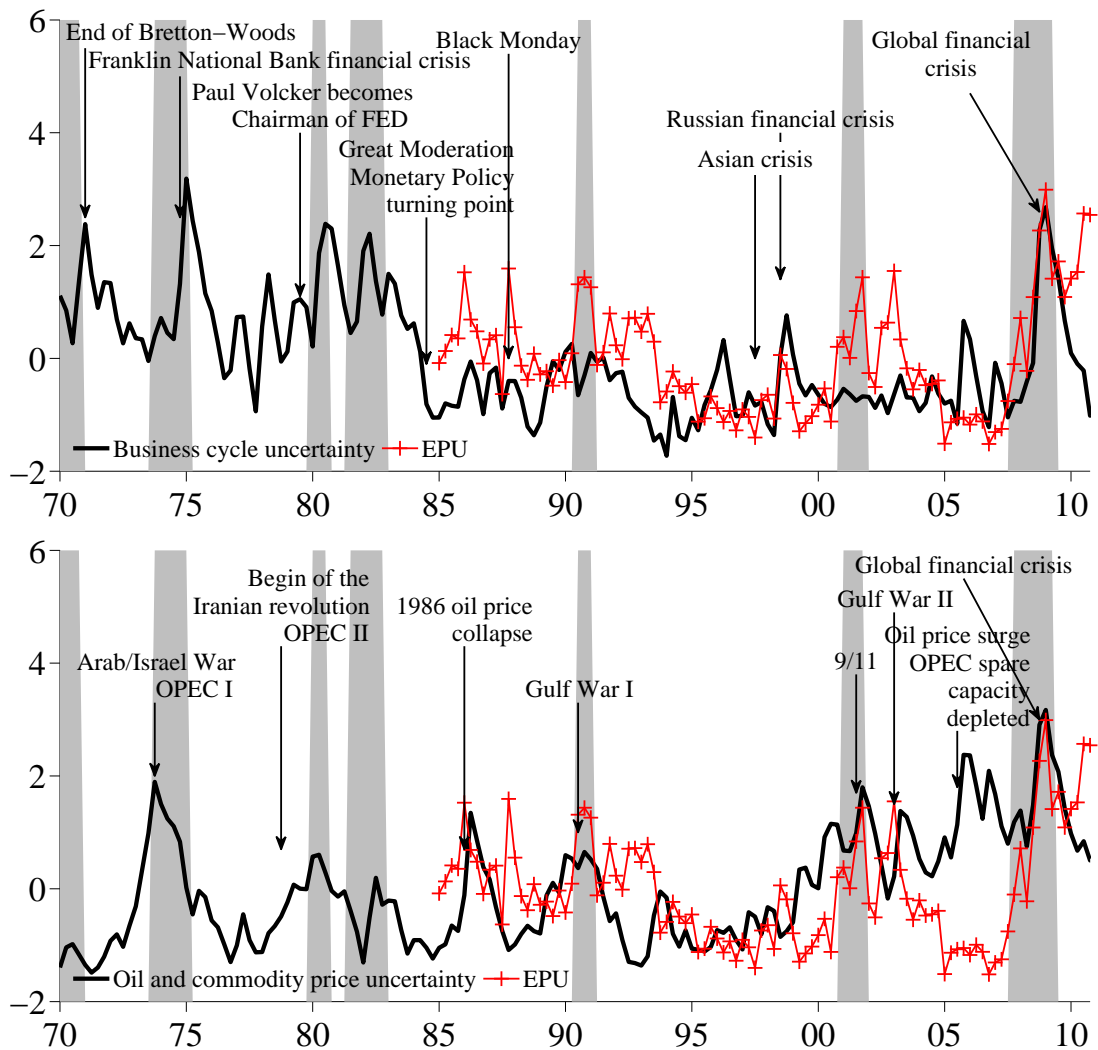 6
4
2
0
−2
End of Bretton−Woods
Franklin National Bank financial crisis
Paul Volcker becomes
Chairman of FED
Great Moderation
Monetary Policy
turning point
Black Monday
Russian financial crisis
Asian crisis
Global financial
crisis
Business cycle uncertainty
EPU
70 75 80 85 90 95 00 05 10
6
4
2
0
−2
Arab/Israel War
OPEC I
Begin of the
Iranian revolution
OPEC II
1986 oil price
collapse
Gulf War I
9/11
Global financial crisis
Gulf War II
Oil price surge
OPEC spare
capacity
depleted
Oil and commodity price uncertainty
EPU
70 75 80 85 90 95 00 05 10